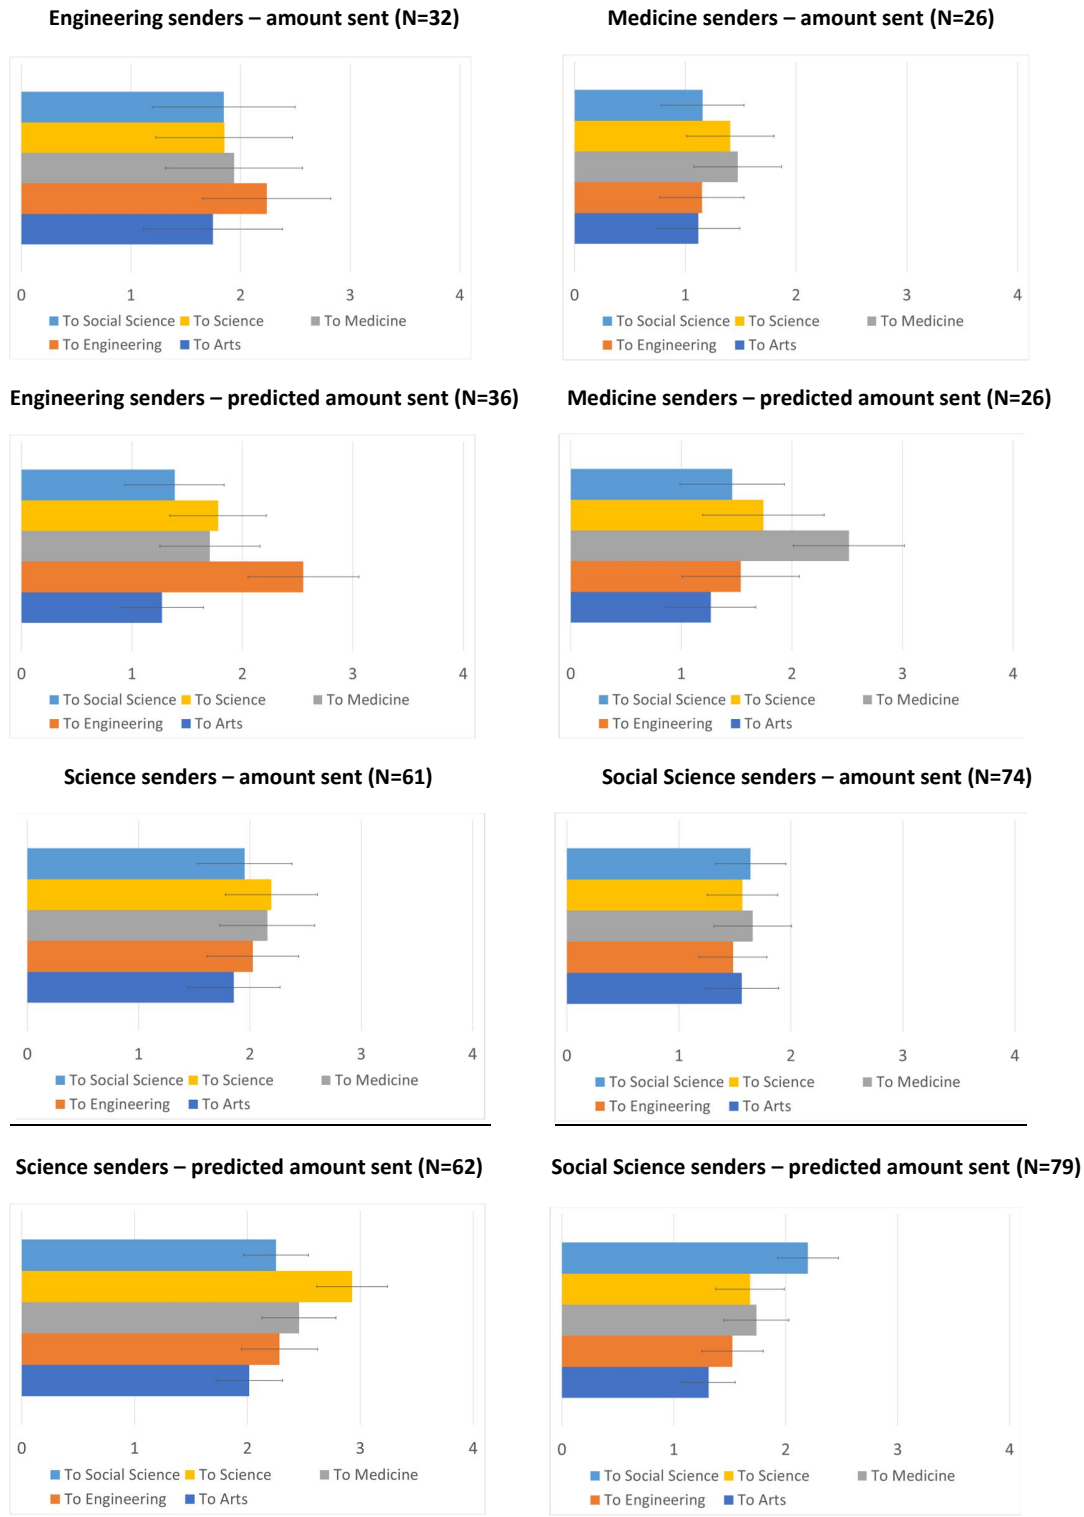 Engineering senders – amount sent (N=32)
0 1 2 3 4
To Social Science To Science To Medicine
To Engineering To Arts
Medicine senders – amount sent (N=26)
0 1 2 3 4
To Social Science To Science To Medicine
To Engineering To Arts
Engineering senders – predicted amount sent (N=36)
0 1 2 3 4
To Social Science To Science To Medicine
To Engineering To Arts
Medicine senders – predicted amount sent (N=26)
0 1 2 3 4
To Social Science To Science To Medicine
To Engineering To Arts
Science senders – amount sent (N=61)
0 1 2 3 4
To Social Science To Science To Medicine
To Engineering To Arts
Social Science senders – amount sent (N=74)
0 1 2 3 4
To Social Science To Science To Medicine
To Engineering To Arts
Science senders – predicted amount sent (N=62)
0 1 2 3 4
To Social Science To Science To Medicine
To Engineering To Arts
Social Science senders – predicted amount sent (N=79)
0 1 2 3 4
To Social Science To Science To Medicine
To Engineering To Arts